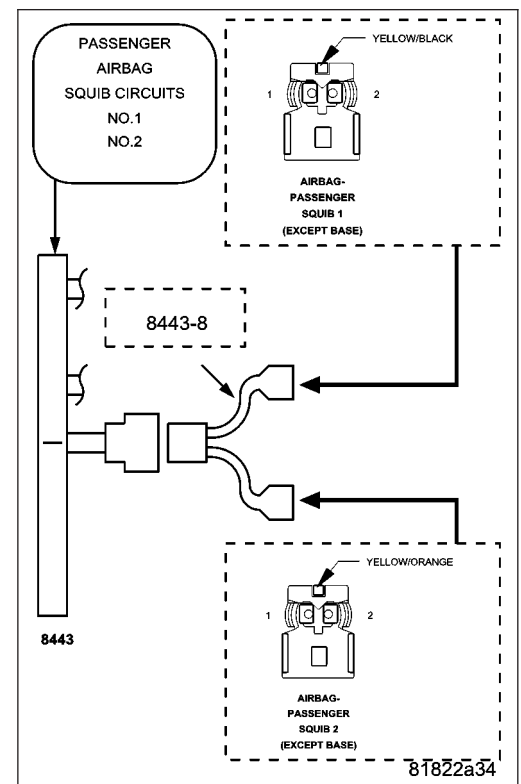 PASSENGER
AIRBAG
SQUIB CIRCUITS
NO.1
NO.2
YELLOW/BLACK
1 2
AIRBAG-
PASSENGER
SQUIB 1
(EXCEPT BASE)
8443-8
8443
YELLOW/ORANGE
1 2
AIRBAG-
PASSENGER
SQUIB 2
(EXCEPT BASE)
81822a34